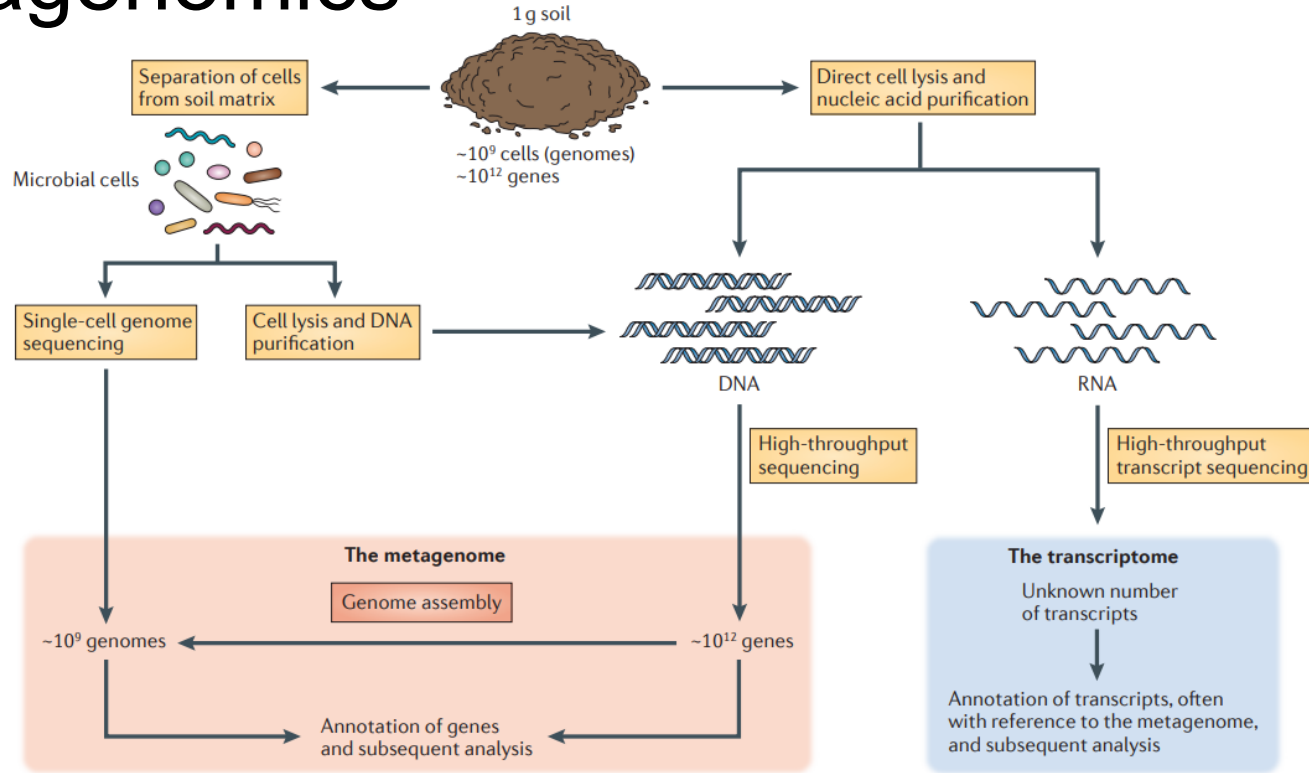 1 g soil
Separation of cells
from soil matrix
Direct cell lysis and
nucleic acid purification
~10⁹ cells (genomes)
~10¹² genes
Microbial cells
Single-cell genome
sequencing
Cell lysis and DNA
purification
DNA
RNA
High-throughput
sequencing
High-throughput
transcript sequencing
The metagenome
Genome assembly
~10⁹ genomes
~10¹² genes
Annotation of genes
and subsequent analysis
The transcriptome
Unknown number
of transcripts
Annotation of transcripts, often
with reference to the metagenome,
and subsequent analysis